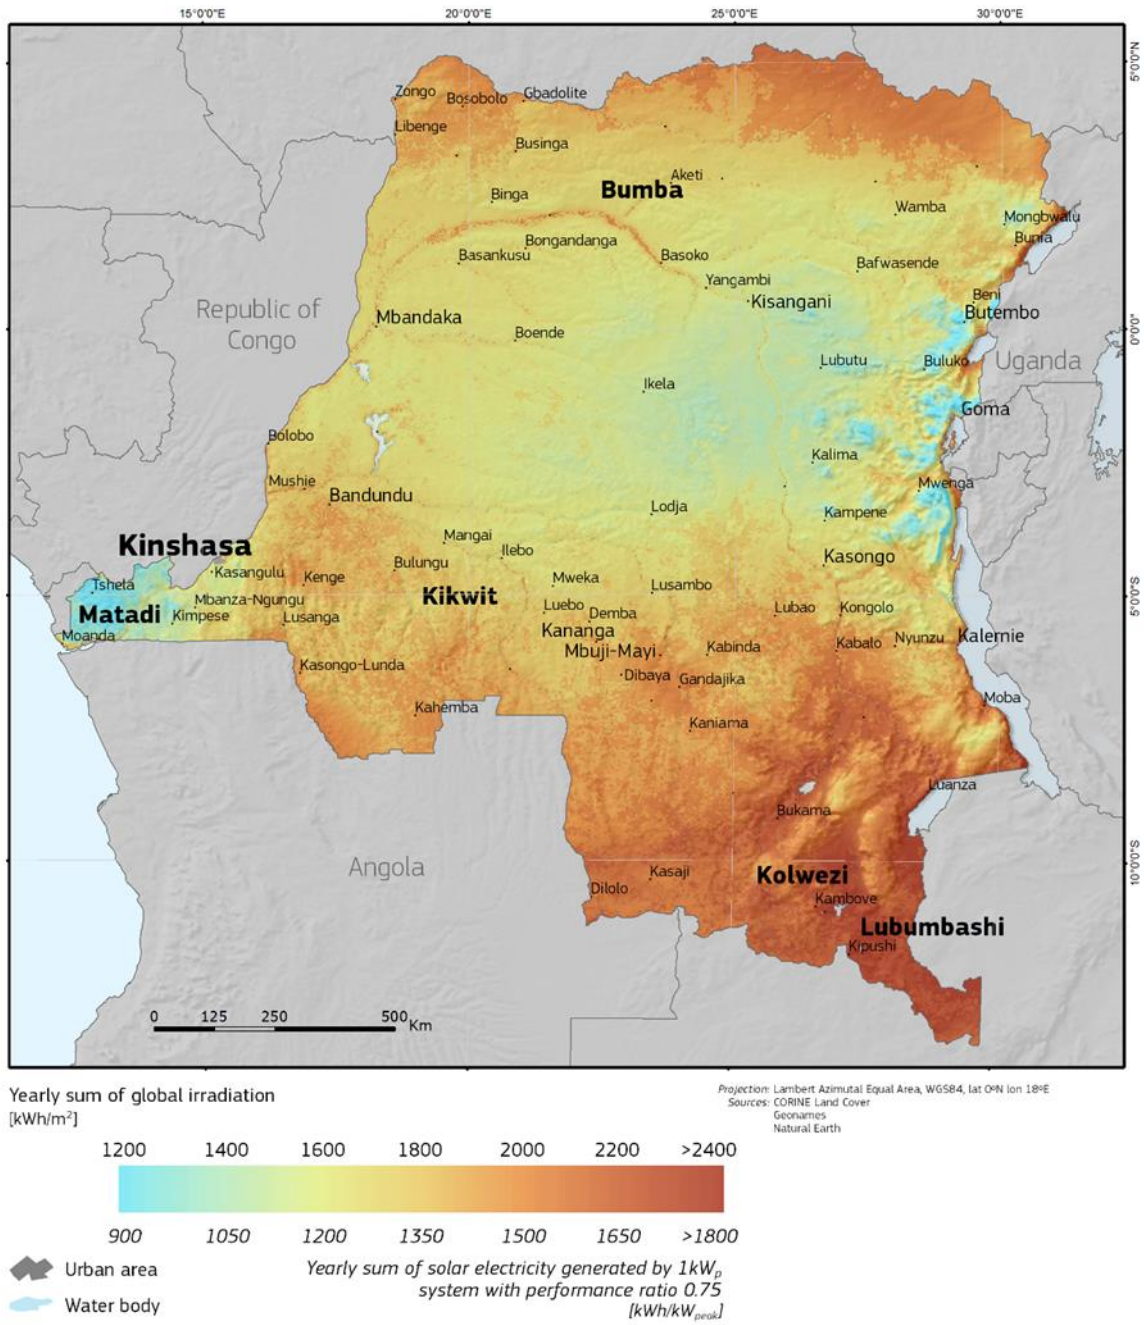 15°0'0"E 20°0'0"E 25°0'0"E 30°0'0"E
5°0'0"N
Zongo
Bosobolo
Gbadolite
Libenge
Businga
Aketi
Bumba
Binga
Wamba
Mongbwalu
Bunia
Bongandanga
Basankusu
Basoko
Bafwasende
Yangambi
Beni
Kisangani
Butembo
Republic of
Congo
Mbandaka
0°0'0"
Boende
Lubutu
Buluko
Uganda
Ikela
Goma
Bolobo
Kalima
Mushie
Mwenga
Bandundu
Lodja
Kampene
Kinshasa
Mangai
Ilebo
Kasongo
Bulungu
Kasangulu
Kenge
Tshela
Mweka
Lusambo
5°0'0"S
Kikwit
Mbanza-Ngungu
Luebo
Lubao
Kongolo
Matadi
Kimpese
Lusanga
Demba
Kananga
Moanda
Kabalo
Nyunzu
Kalemie
Mbuji-Mayi
Kabinda
Kasongo-Lunda
Dibaya
Gandajika
Moba
Kahemba
Kaniama
Luanza
Bukama
Angola
10°0'0"S
Kasaji
Kolwezi
Dilolo
Kambove
Lubumbashi
Kipushi
0 125 250 500 Km
Yearly sum of global irradiation
[kWh/m²]
Projection: Lambert Azimutal Equal Area, WGS84, lat 0ºN lon 18ºE
Sources: CORINE Land Cover
Geonames
Natural Earth
1200 1400 1600 1800 2000 2200 >2400
900 1050 1200 1350 1500 1650 >1800
Urban area
Water body
Yearly sum of solar electricity generated by 1kWp
system with performance ratio 0.75
[kWh/kWpeak]